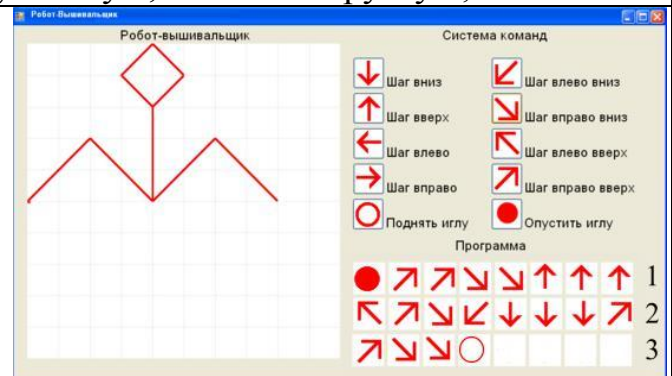 Робот-Вышивальщик
Робот-вышивальщик
Система команд
Шаг вниз
Шаг влево вниз
Шаг вверх
Шаг вправо вниз
Шаг влево
Шаг влево вверх
Шаг вправо
Шаг вправо вверх
Поднять иглу
Опустить иглу
Программа
1
2
3